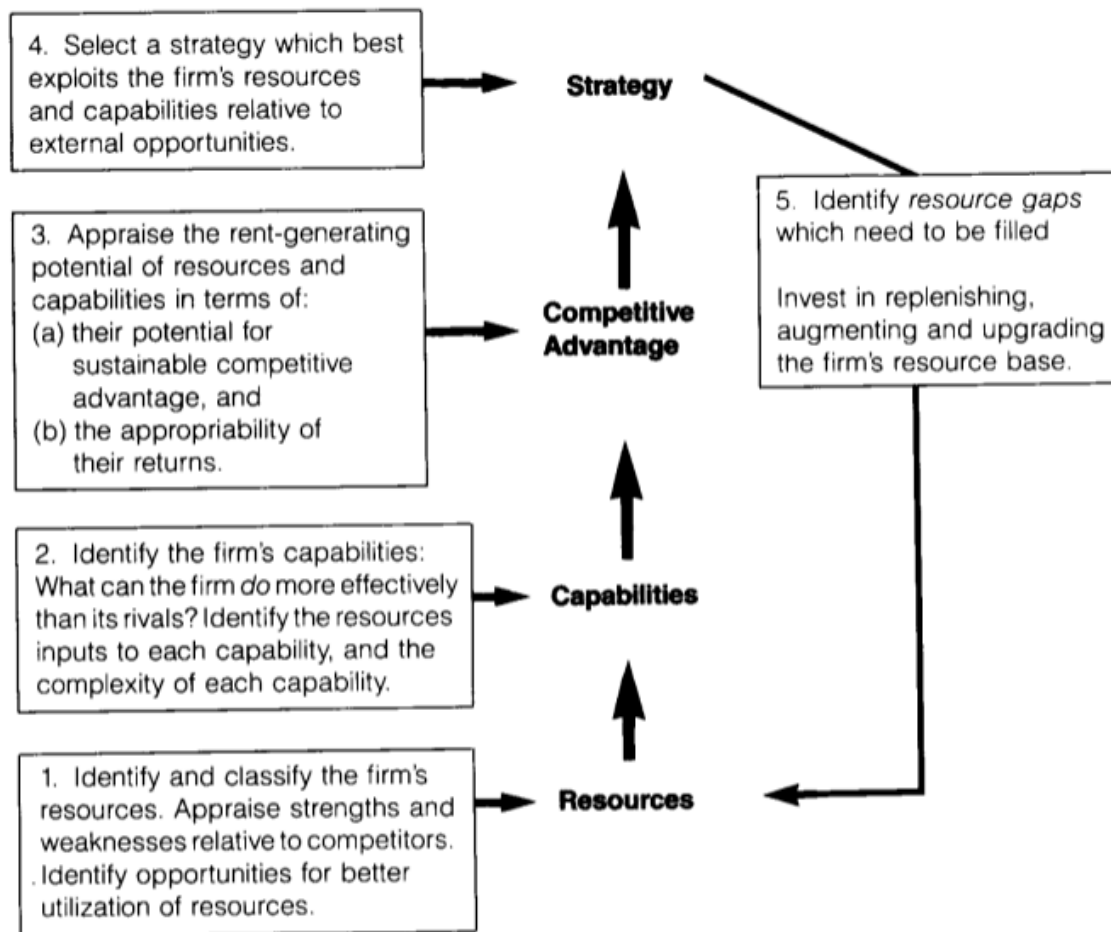 4. Select a strategy which best
exploits the firm's resources
and capabilities relative to
external opportunities.
Strategy
5. Identify resource gaps
which need to be filled
Invest in replenishing,
augmenting and upgrading
the firm's resource base.
3. Appraise the rent-generating
potential of resources and
capabilities in terms of:
(a) their potential for
sustainable competitive
advantage, and
(b) the appropriability of
their returns.
Competitive
Advantage
2. Identify the firm's capabilities:
What can the firm do more effectively
than its rivals? Identify the resources
inputs to each capability, and the
complexity of each capability.
Capabilities
1. Identify and classify the firm's
resources. Appraise strengths and
weaknesses relative to competitors.
Identify opportunities for better
utilization of resources.
Resources